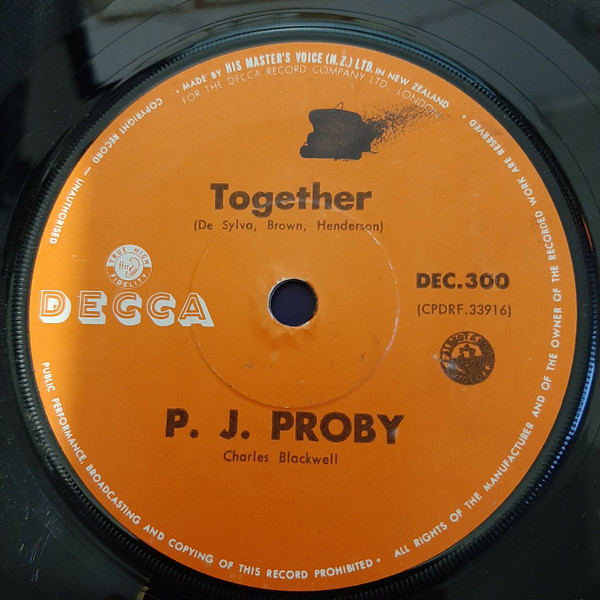 • MADE BY HIS MASTER'S VOICE (N.Z.) LTD. IN NEW ZEALAND
FOR THE DECCA RECORD COMPANY LTD., LONDON
Together
(De Sylva, Brown, Henderson)
TRUE HIGH
FIDELITY
DECCA
DEC.300
(CPDRF.33916)
P. J. PROBY
Charles Blackwell
• ALL RIGHTS OF THE MANUFACTURER AND OF THE OWNER OF THE RECORDED WORK ARE RESERVED •
PUBLIC PERFORMANCE, BROADCASTING AND COPYING OF THIS RECORD PROHIBITED
COPYRIGHT RECORD — UNAUTHORISED